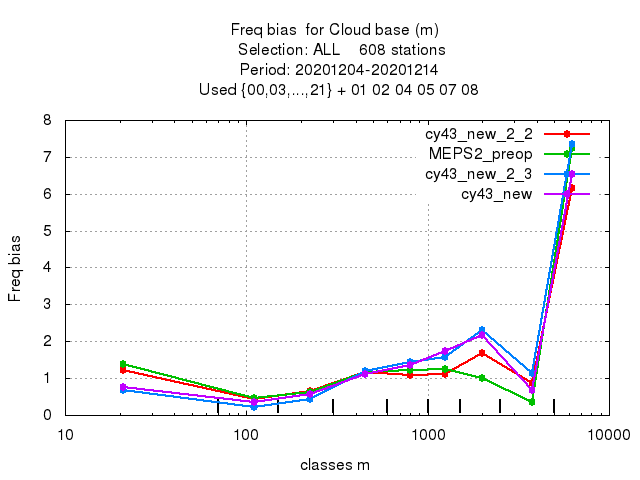 Freq bias  for Cloud base (m)
Selection: ALL    608 stations
Period: 20201204-20201214
Used {00,03,...,21} + 01 02 04 05 07 08
cy43_new_2_2
MEPS2_preop
cy43_new_2_3
cy43_new
Freq bias
8
7
6
5
4
3
2
1
0
10 100 1000 10000
classes m